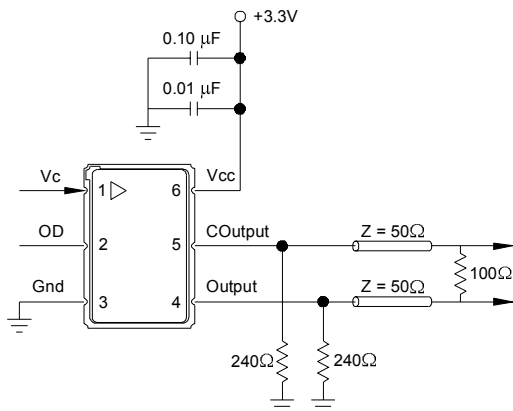 +3.3V
0.10 µF
0.01 µF
Vc
1
6
Vcc
OD
2
5
COutput
Z = 50Ω
Gnd
3
4
Output
Z = 50Ω
100Ω
240Ω
240Ω